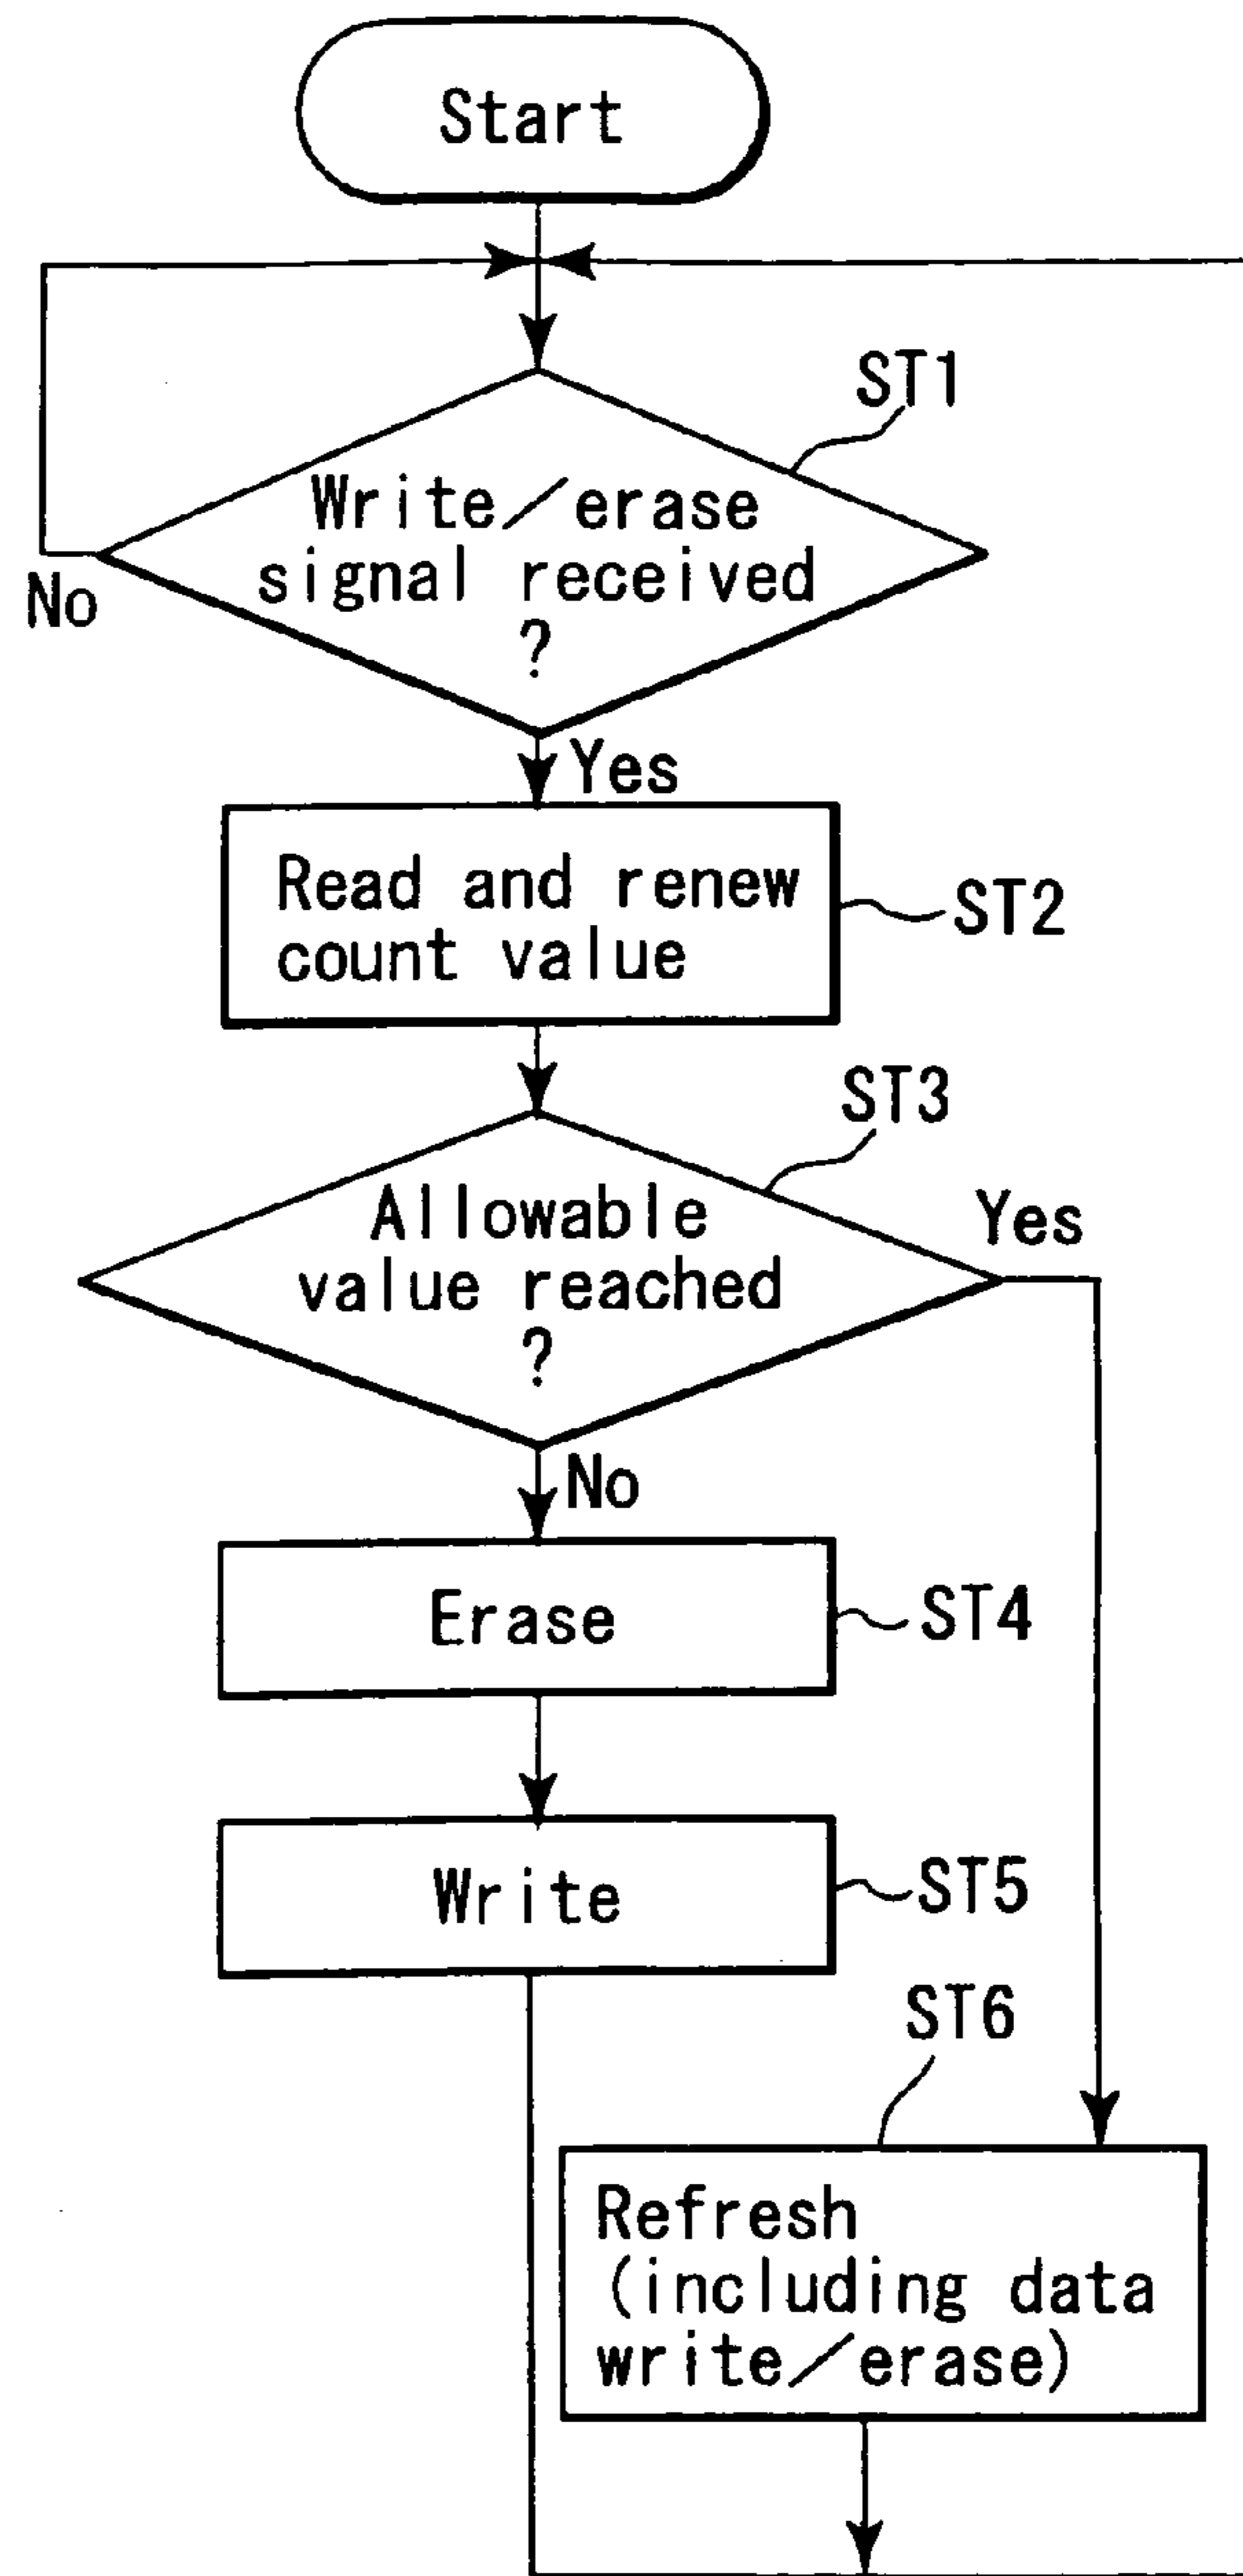 Start
ST1
Write/erase
signal received
?
No
Yes
Read and renew
count value
ST2
ST3
Allowable
value reached
?
Yes
No
Erase
ST4
Write
ST5
ST6
Refresh
(including data
write/erase)